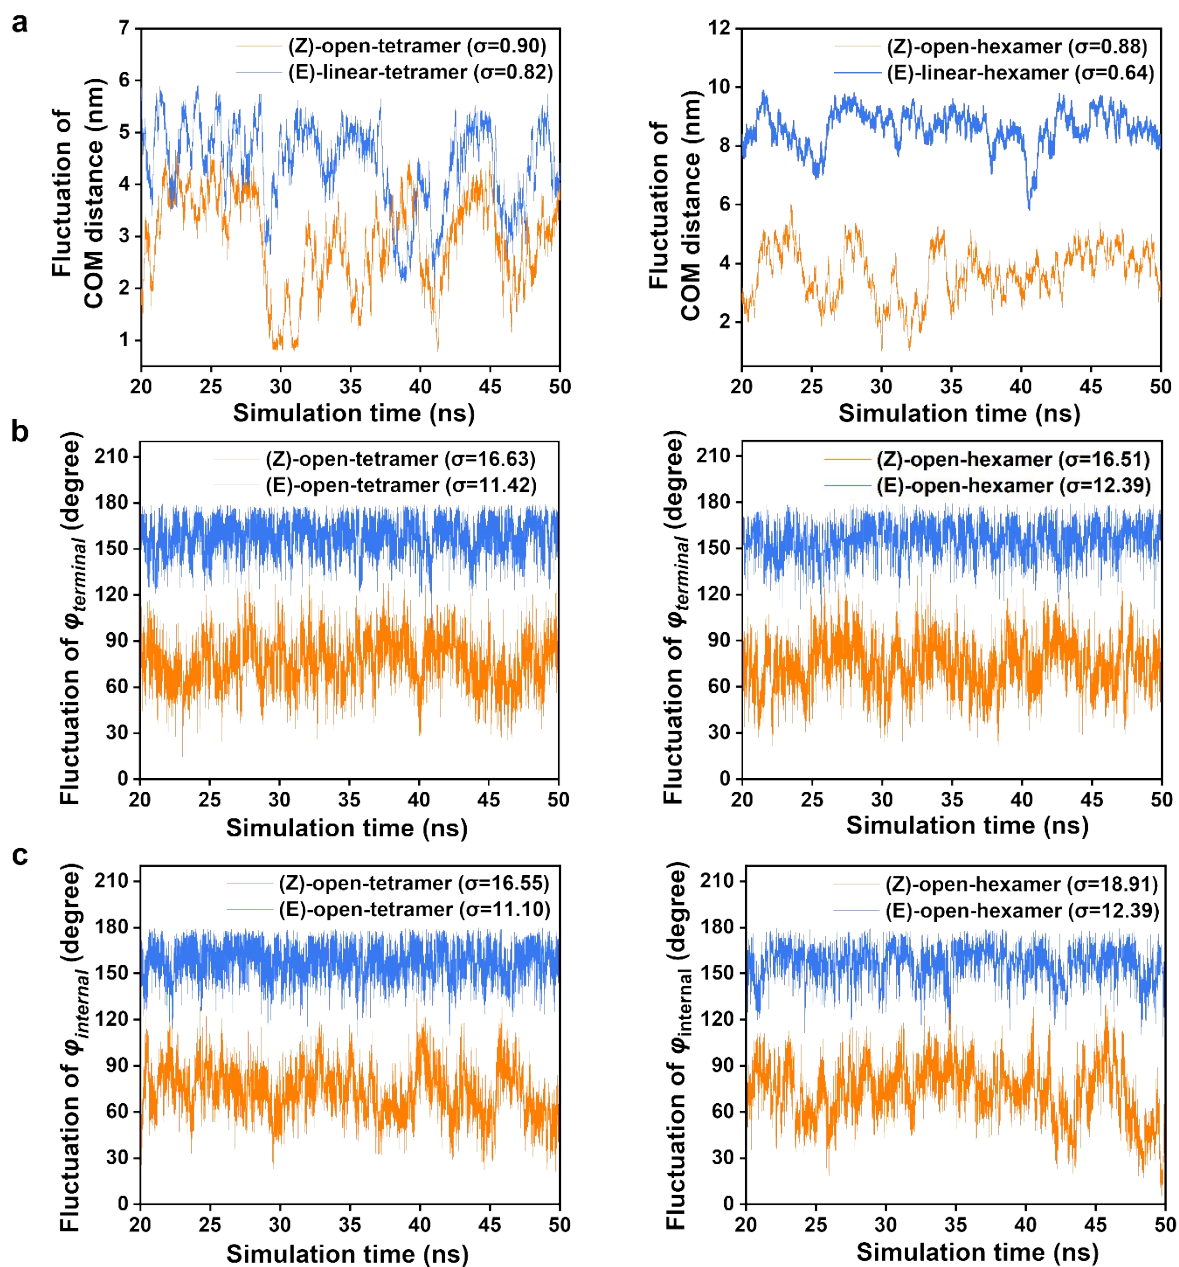 a
Fluctuation of
COM distance (nm)
7
6
5
4
3
2
1
(Z)-open-tetramer (σ=0.90)
(E)-linear-tetramer (σ=0.82)
20 25 30 35 40 45 50
Simulation time (ns)
Fluctuation of
COM distance (nm)
12
10
8
6
4
2
(Z)-open-hexamer (σ=0.88)
(E)-linear-hexamer (σ=0.64)
20 25 30 35 40 45 50
Simulation time (ns)
b
Fluctuation of φterminal (degree)
210
180
150
120
90
60
30
0
(Z)-open-tetramer (σ=16.63)
(E)-open-tetramer (σ=11.42)
20 25 30 35 40 45 50
Simulation time (ns)
Fluctuation of φterminal (degree)
210
180
150
120
90
60
30
0
(Z)-open-hexamer (σ=16.51)
(E)-open-hexamer (σ=12.39)
20 25 30 35 40 45 50
Simulation time (ns)
c
Fluctuation of φinternal (degree)
210
180
150
120
90
60
30
0
(Z)-open-tetramer (σ=16.55)
(E)-open-tetramer (σ=11.10)
20 25 30 35 40 45 50
Simulation time (ns)
Fluctuation of φinternal (degree)
210
180
150
120
90
60
30
0
(Z)-open-hexamer (σ=18.91)
(E)-open-hexamer (σ=12.39)
20 25 30 35 40 45 50
Simulation time (ns)